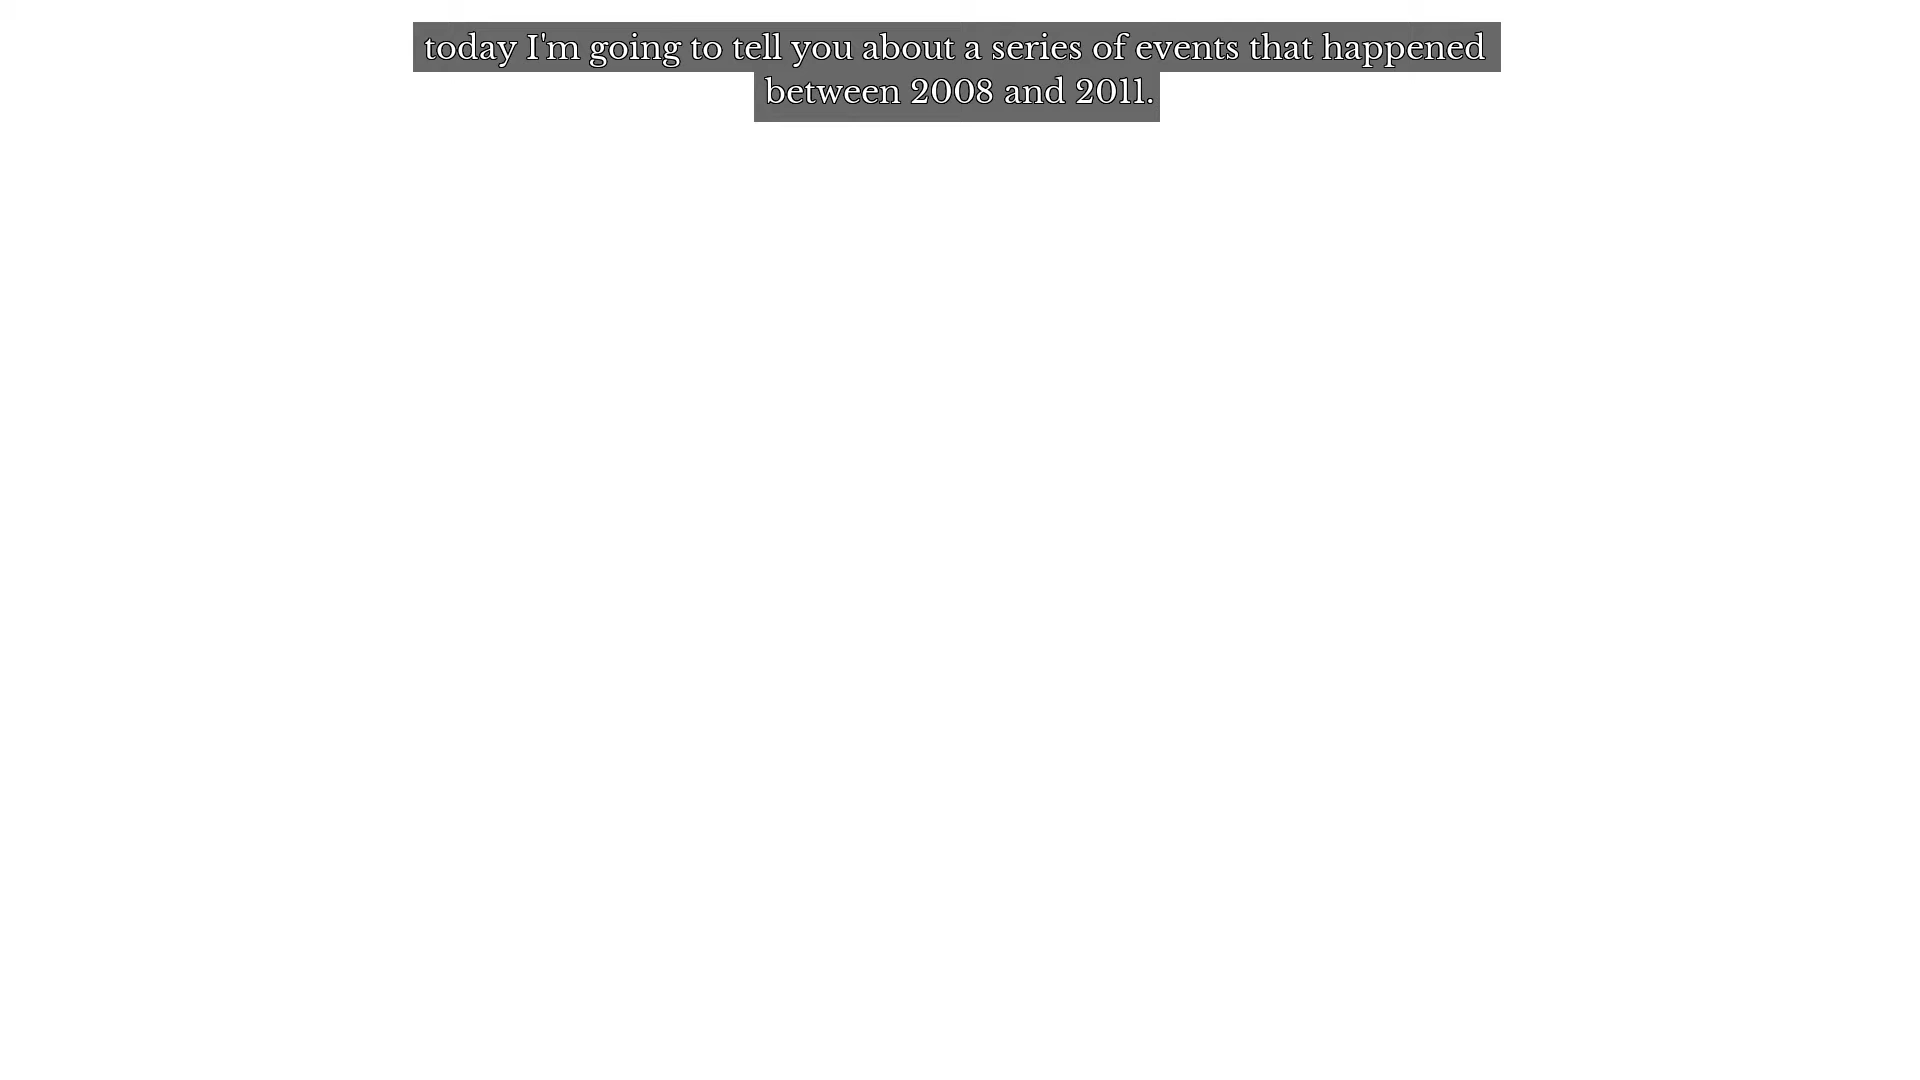 today I'm going to tell you about a series of events that happened
between 2008 and 2011.